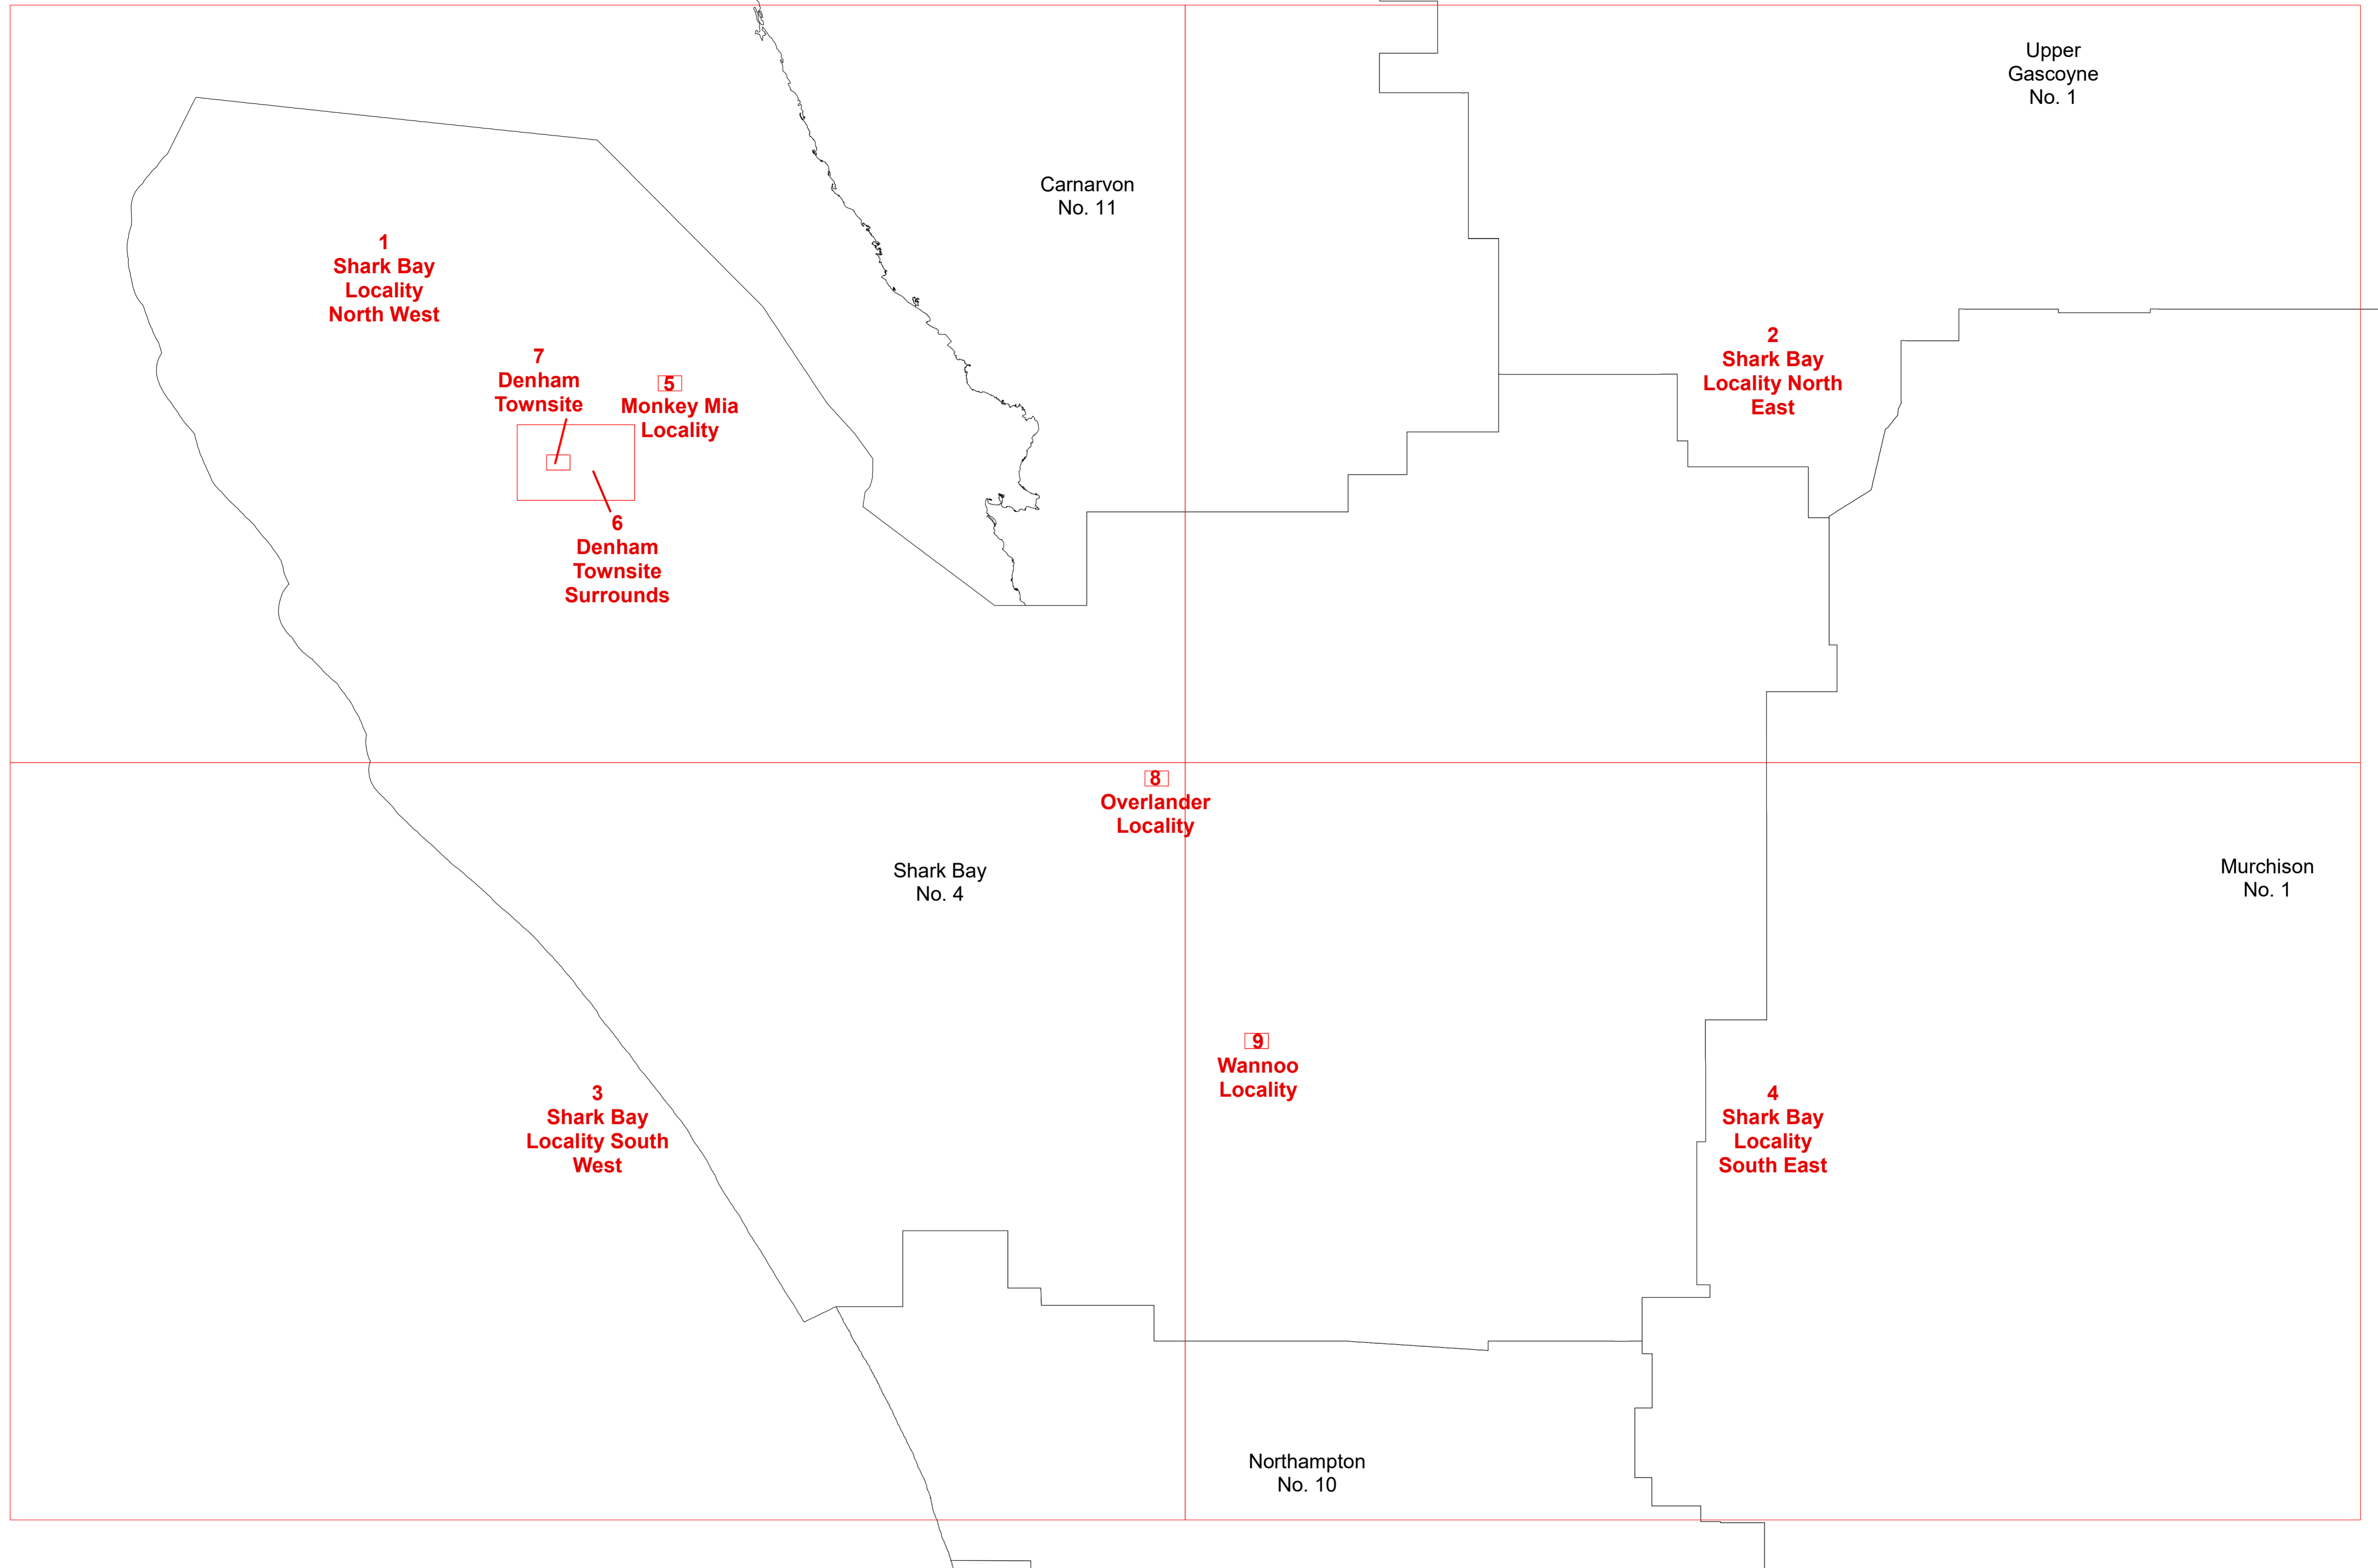 Upper
Gascoyne
No. 1
Carnarvon
No. 11
1
Shark Bay
Locality
North West
2
Shark Bay
Locality North
East
7
Denham
Townsite
5
Monkey Mia
Locality
6
Denham
Townsite
Surrounds
8
Overlander
Locality
Shark Bay
No. 4
Murchison
No. 1
9
Wannoo
Locality
3
Shark Bay
Locality South
West
4
Shark Bay
Locality
South East
Northampton
No. 10